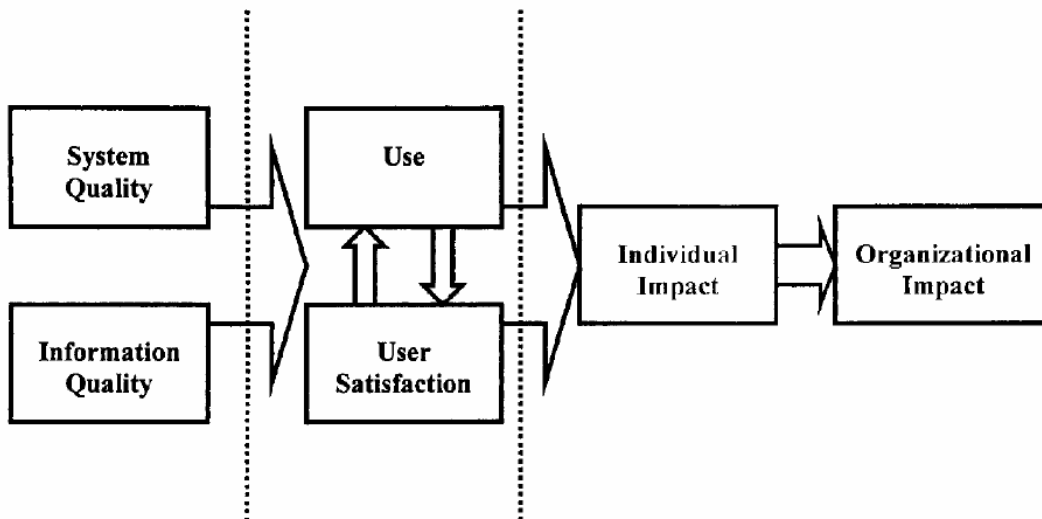 System
Quality
Use
Individual
Impact
Organizational
Impact
Information
Quality
User
Satisfaction